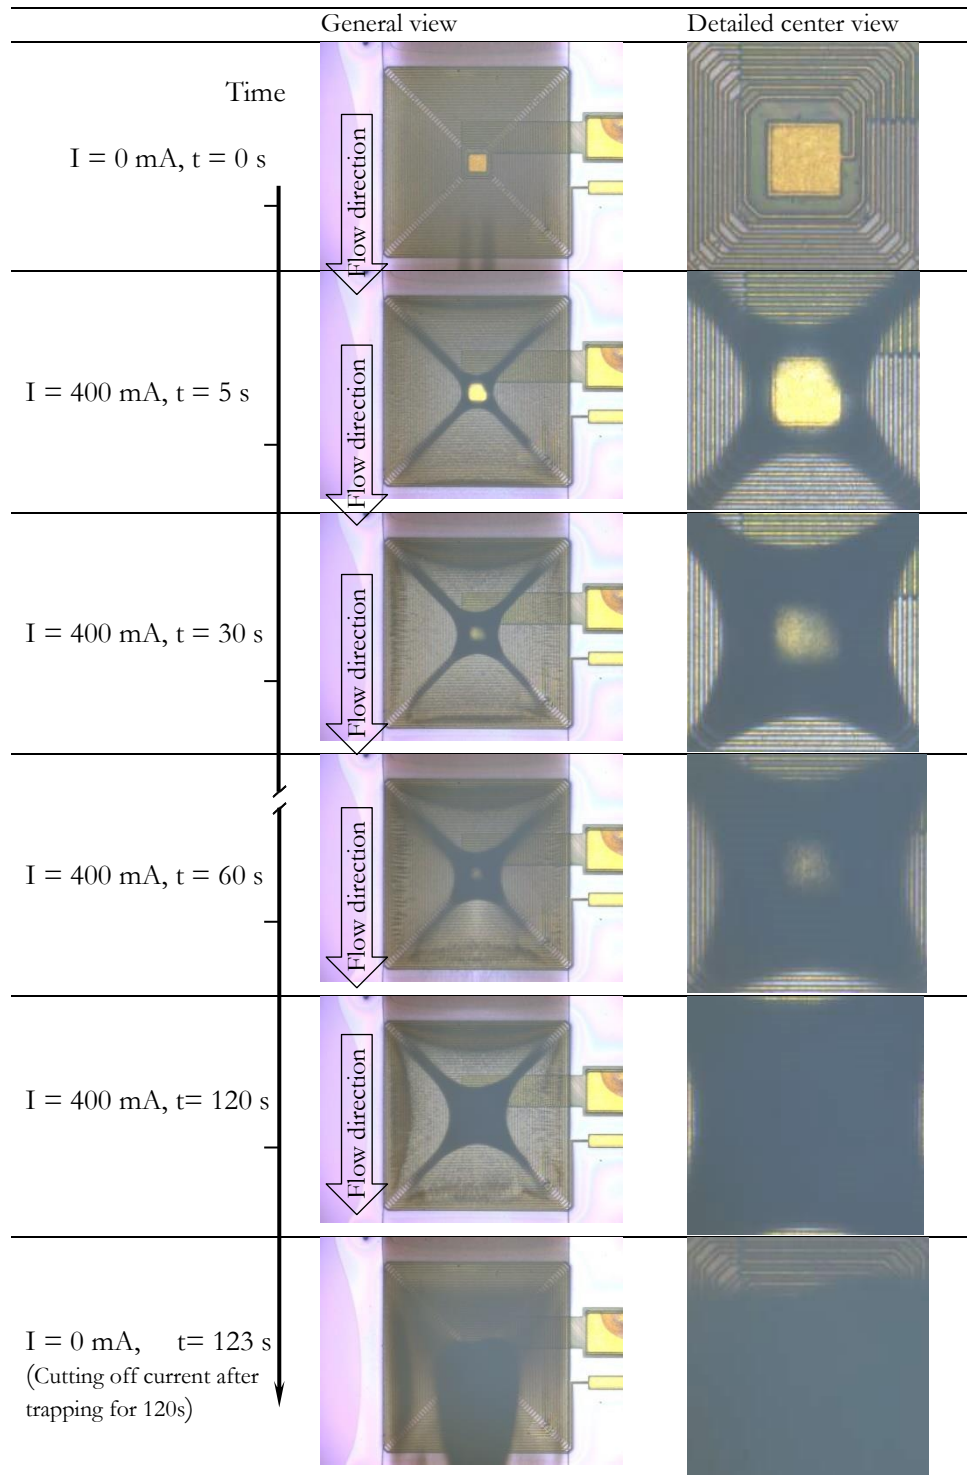 General view Detailed center view
Time
I = 0 mA, t = 0 s
Flow direction
I = 400 mA, t = 5 s
Flow direction
I = 400 mA, t = 30 s
Flow direction
I = 400 mA, t = 60 s
Flow direction
I = 400 mA, t= 120 s
Flow direction
I = 0 mA, t= 123 s
(Cutting off current after
trapping for 120s)